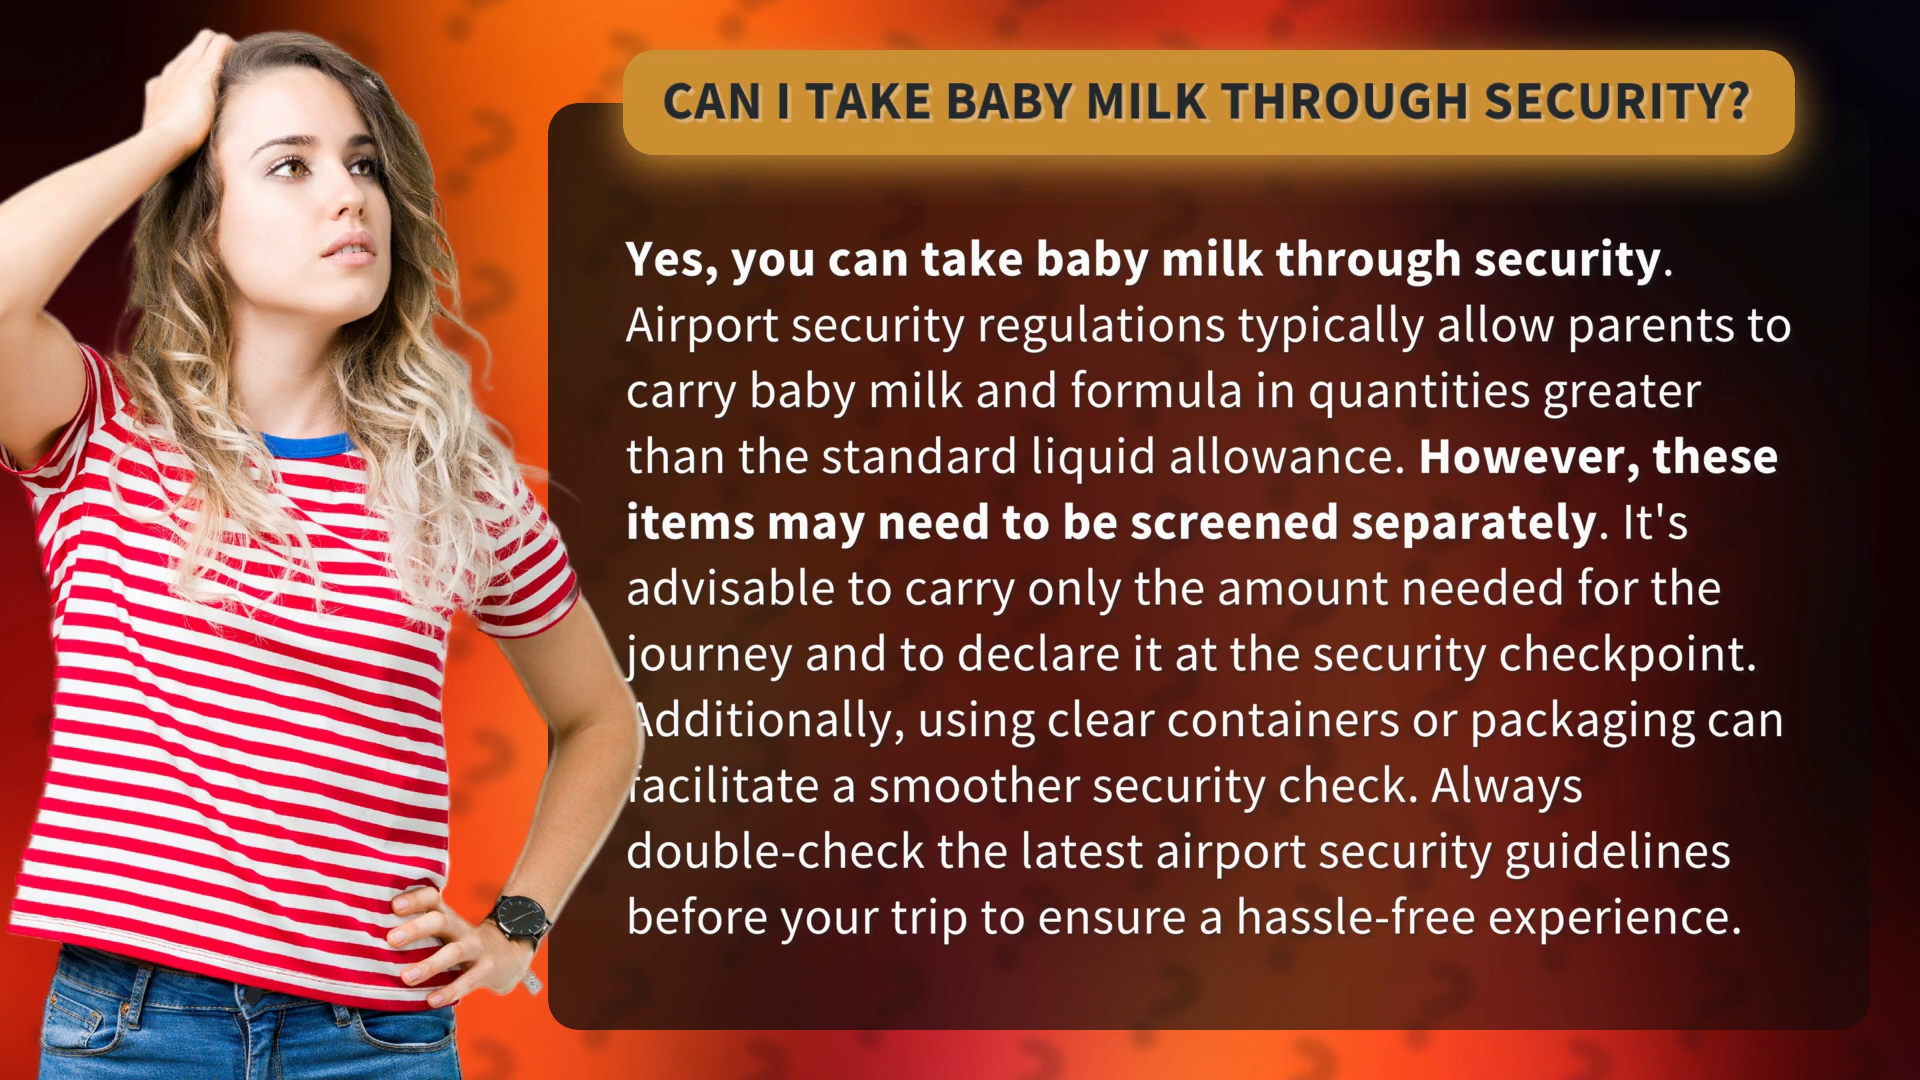 CAN I TAKE BABY MILK THROUGH SECURITY?
Yes, you can take baby milk through security.
Airport security regulations typically allow parents to
carry baby milk and formula in quantities greater
than the standard liquid allowance. However, these
items may need to be screened separately. It's
advisable to carry only the amount needed for the
journey and to declare it at the security checkpoint.
Additionally, using clear containers or packaging can
facilitate a smoother security check. Always
double-check the latest airport security guidelines
before your trip to ensure a hassle-free experience.